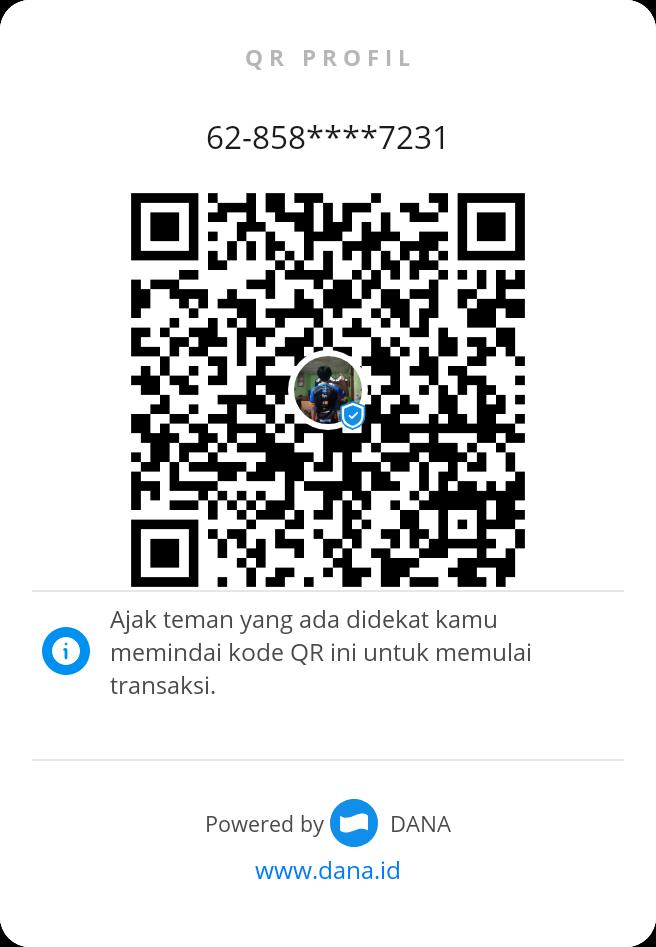 QR PROFIL
62-858****7231
Ajak teman yang ada didekat kamu
memindai kode QR ini untuk memulai
transaksi.
Powered by DANA
www.dana.id